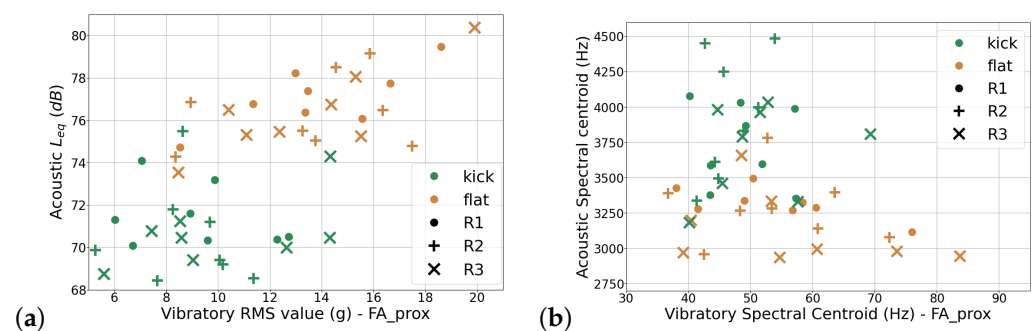 80
78
76
74
72
70
68
Acoustic L_eq (dB)
6 8 10 12 14 16 18 20
Vibratory RMS value (g) - FA_prox
kick
flat
R1
R2
R3
(a)
4500
4250
4000
3750
3500
3250
3000
2750
Acoustic Spectral centroid (Hz)
30 40 50 60 70 80 90
Vibratory Spectral Centroid (Hz) - FA_prox
kick
flat
R1
R2
R3
(b)